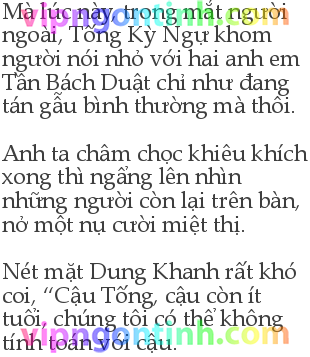 Mà lúc này, trong mắt người
ngoài, Tống Kỳ Ngự khom
người nói nhỏ với hai anh em
Tần Bách Duật chỉ như đang
tán gẫu bình thường mà thôi.
Anh ta châm chọc khiêu khích
xong thì ngẩng lên nhìn
những người còn lại trên bàn,
nở một nụ cười miệt thị.
Nét mặt Dung Khanh rất khó
coi, “Cậu Tống, cậu còn ít
tuổi, chúng tôi có thể không
tính toán với cậu.
vipngontinh.com
vipngontinh.com